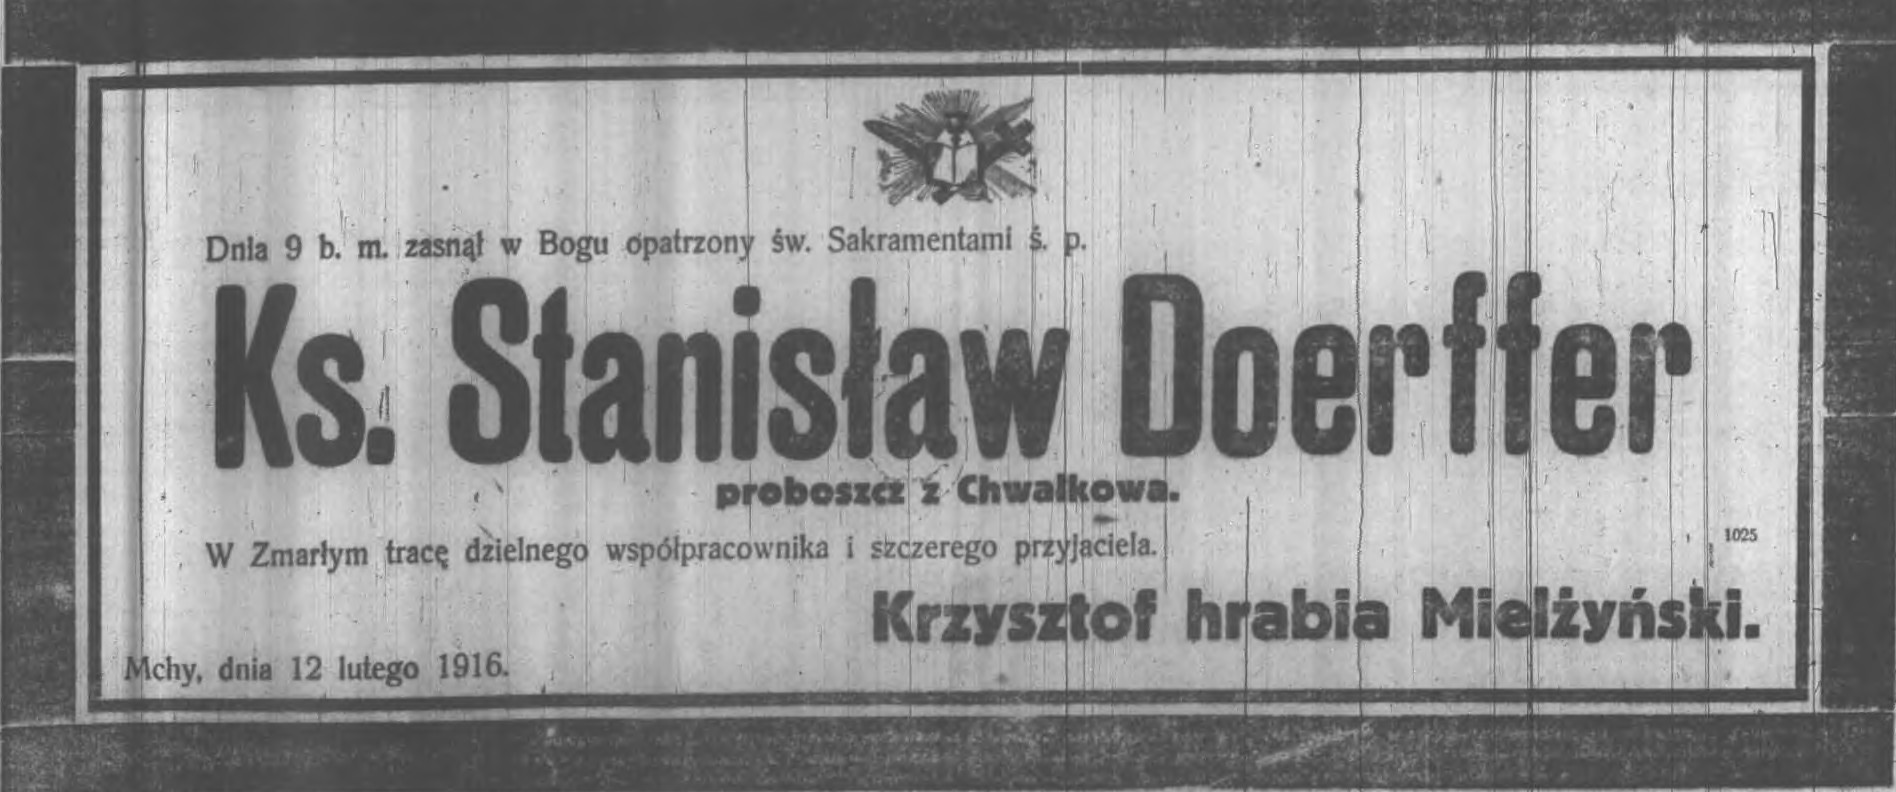 Dnia 9 b. m. zasnął w Bogu opatrzony św. Sakramentami ś. p.
Ks. Stanisław Doerffer
proboszcz z Chwałkowa.
W Zmarłym tracę dzielnego współpracownika i szczerego przyjaciela.
1025
Krzysztof hrabia Mielżyński.
Mchy, dnia 12 lutego 1916.